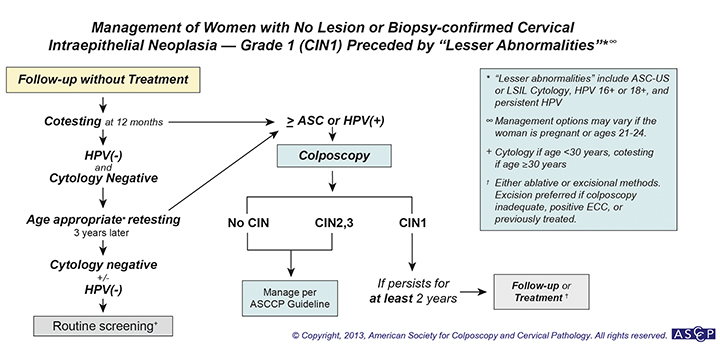 Management of Women with No Lesion or Biopsy-confirmed Cervical
Intraepithelial Neoplasia — Grade 1 (CIN1) Preceded by “Lesser Abnormalities”*∞
Follow-up without Treatment
Cotesting at 12 months
≥ ASC or HPV(+)
HPV(-)
and
Cytology Negative
Colposcopy
Age appropriate+ retesting
3 years later
No CIN
CIN2,3
CIN1
Cytology negative
+/-
HPV(-)
Manage per
ASCCP Guideline
If persists for
at least 2 years
Follow-up or
Treatment †
Routine screening+
* “Lesser abnormalities” include ASC-US
or LSIL Cytology, HPV 16+ or 18+, and
persistent HPV
∞ Management options may vary if the
woman is pregnant or ages 21-24.
+ Cytology if age <30 years, cotesting
if age ≥30 years
† Either ablative or excisional methods.
Excision preferred if colposcopy
inadequate, positive ECC, or
previously treated.
© Copyright, 2013, American Society for Colposcopy and Cervical Pathology. All rights reserved.
ASCCP